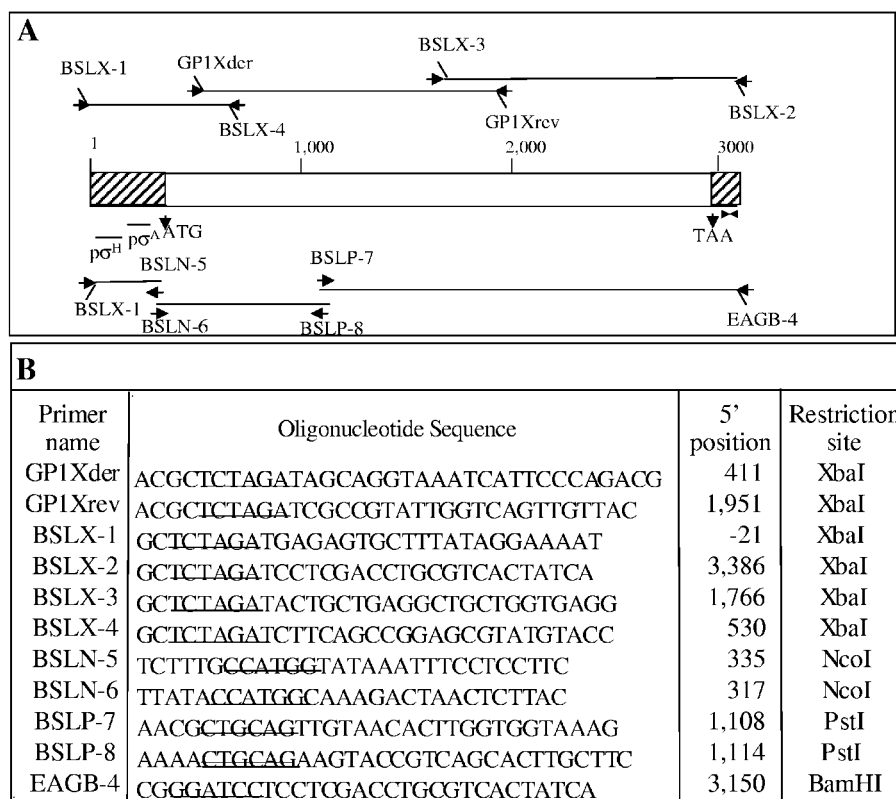 A
BSLX-3
GP1Xder
BSLX-1
BSLX-4
GP1Xrev
BSLX-2
1 1,000 2,000 3000
pσH pσA ATG TAA
BSLN-5 BSLP-7
BSLX-1
BSLN-6 BSLP-8 EAGB-4
B
Primer name Oligonucleotide Sequence 5' position Restriction site
GP1Xder ACGCTCTAGATAGCAGGTAAATCATTCCCAGACG 411 XbaI
GP1Xrev ACGCTCTAGATCGCCGTATTGGTCAGTTGTTAC 1,951 XbaI
BSLX-1 GCTCTAGATGAGAGTGCTTTATAGGAAAAT -21 XbaI
BSLX-2 GCTCTAGATCCTCGACCTGCGTCACTATCA 3,386 XbaI
BSLX-3 GCTCTAGATACTGCTGAGGCTGCTGGTGAGG 1,766 XbaI
BSLX-4 GCTCTAGATCTTCAGCCGGAGCGTATGTACC 530 XbaI
BSLN-5 TCTTTGCCATGGTATAAATTTCCTCCTTC 335 NcoI
BSLN-6 TTATACCATGGCAAAGACTAACTCTTAC 317 NcoI
BSLP-7 AACGCTGCAGTTGTAACACTTGGTGGTAAAG 1,108 PstI
BSLP-8 AAAACTGCAGAAGTACCGTCAGCACTTGCTTC 1,114 PstI
EAGB-4 CGGGATCCTCCTCGACCTGCGTCACTATCA 3,150 BamHI